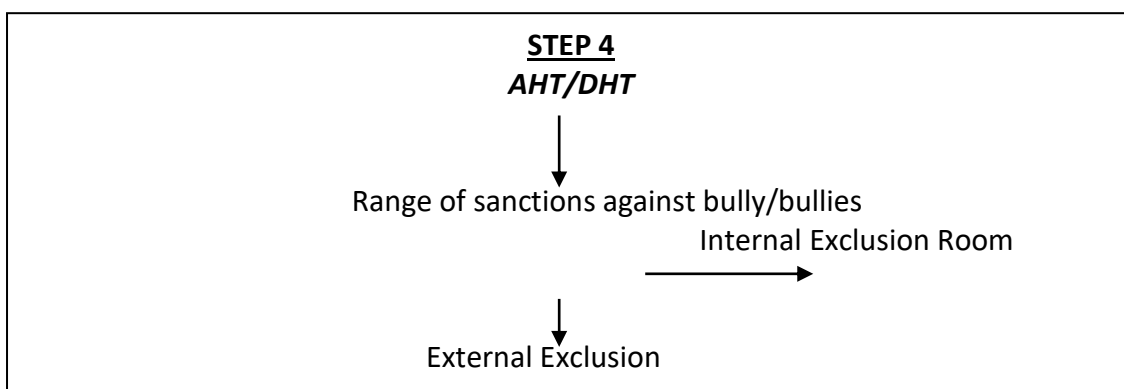 STEP 4
AHT/DHT
Range of sanctions against bully/bullies
Internal Exclusion Room
External Exclusion